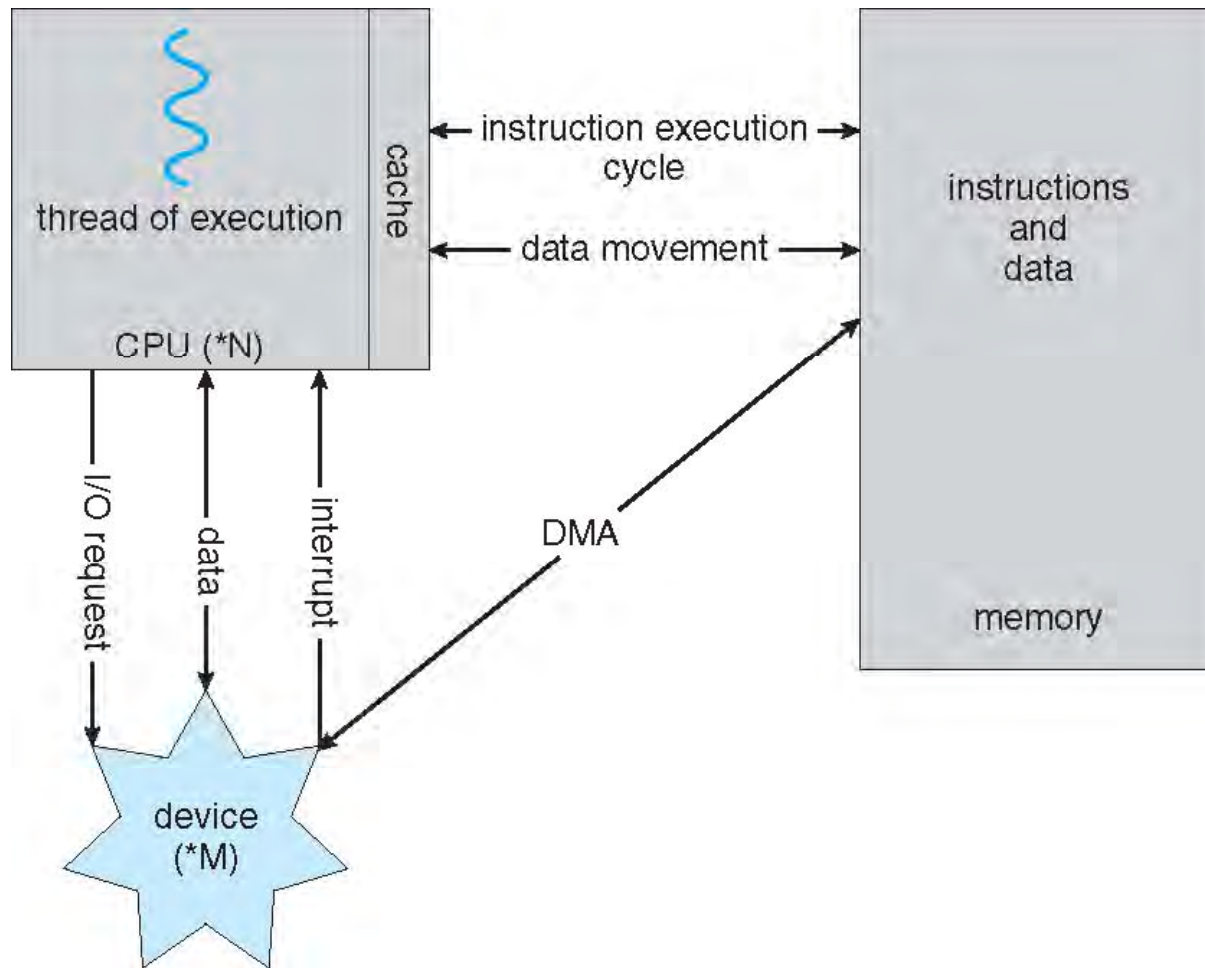 thread of execution
CPU (*N)
cache
instruction execution
cycle
data movement
instructions
and
data
memory
I/O request
data
interrupt
DMA
device
(*M)